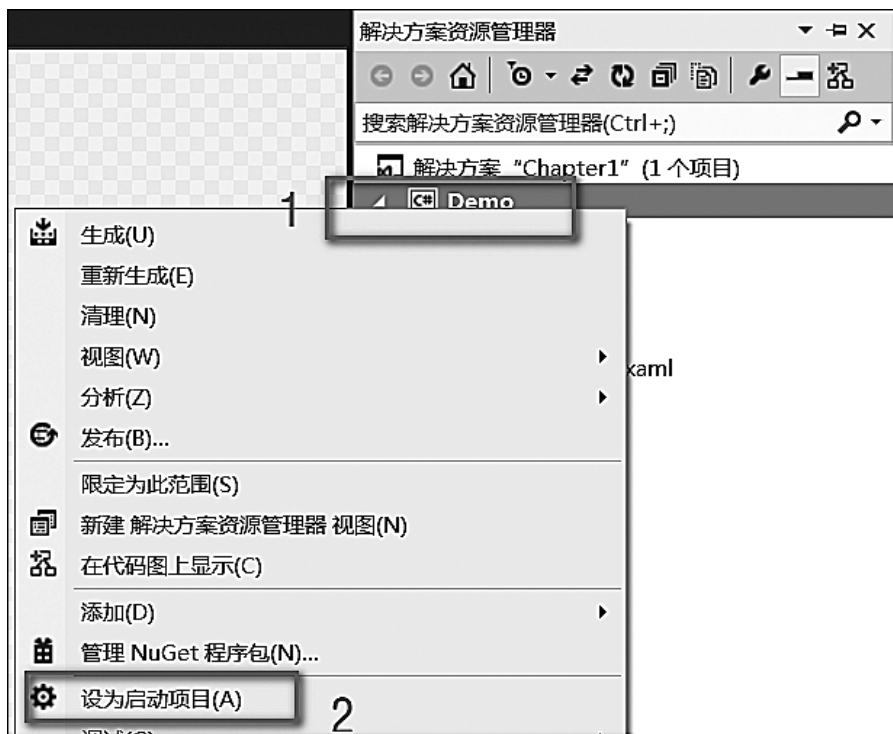 解决方案资源管理器
搜索解决方案资源管理器(Ctrl+;)
解决方案 "Chapter1" (1 个项目)
1
C# Demo
生成(U)
重新生成(E)
清理(N)
视图(W)
xaml
分析(Z)
发布(B)...
限定为此范围(S)
新建 解决方案资源管理器 视图(N)
在代码图上显示(C)
添加(D)
管理 NuGet 程序包(N)...
设为启动项目(A)
2